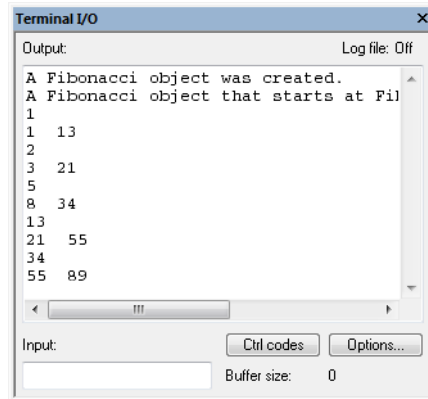 Terminal I/O
Output: Log file: Off
A Fibonacci object was created.
A Fibonacci object that starts at
1
1 13
2
3 21
5
8 34
13
21 55
34
55 89
Input: Ctrl codes Options...
Buffer size: 0